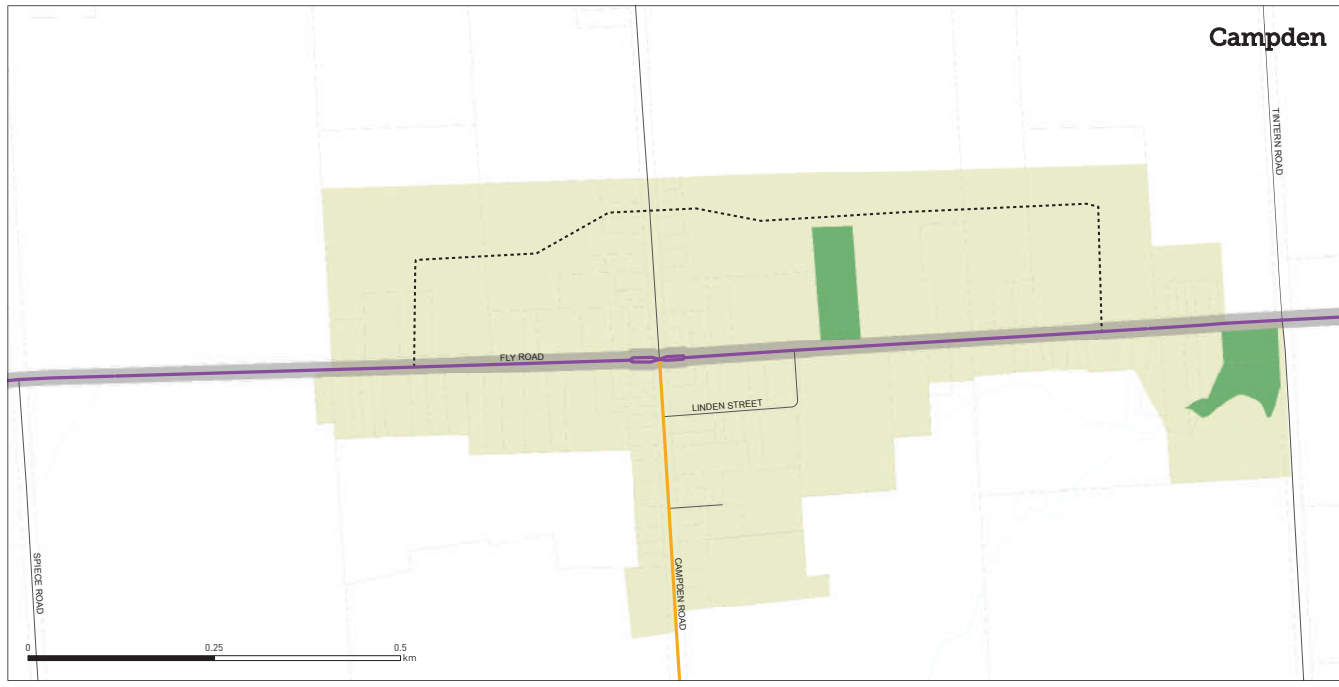 Campden
TINTERN ROAD
FLY ROAD
LINDEN STREET
SPIECE ROAD
CAMPDEN ROAD
0 0.25 0.5
km